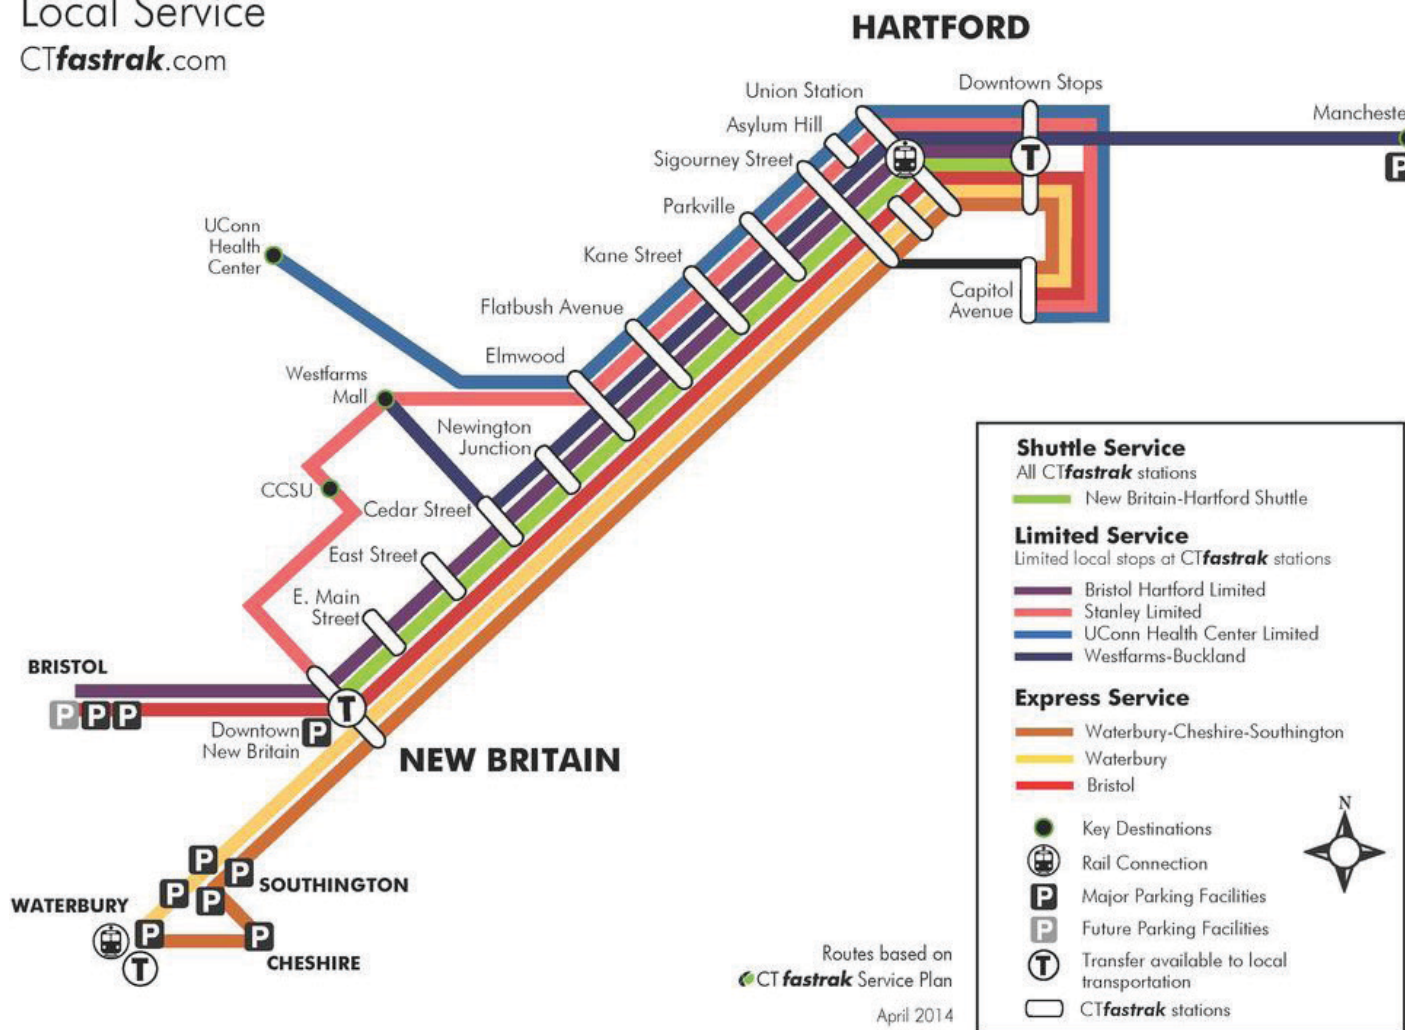 Local Service
CTfastrak.com
HARTFORD
Union Station
Downtown Stops
Asylum Hill
Sigourney Street
Parkville
Kane Street
Flatbush Avenue
Elmwood
Mancheste
P
T
UConn
Health
Center
Westfarms
Mall
Newington
Junction
CCSU
Cedar Street
East Street
E. Main
Street
Capitol
Avenue
BRISTOL
P P P
T
Downtown
New Britain
P
NEW BRITAIN
P
P
P
P
SOUTHINGTON
WATERBURY
P
P
T
CHESHIRE
Shuttle Service
All CTfastrak stations
New Britain-Hartford Shuttle
Limited Service
Limited local stops at CTfastrak stations
Bristol Hartford Limited
Stanley Limited
UConn Health Center Limited
Westfarms-Buckland
Express Service
Waterbury-Cheshire-Southington
Waterbury
Bristol
Key Destinations
Rail Connection
P Major Parking Facilities
P Future Parking Facilities
T Transfer available to local
transportation
CTfastrak stations
N
Routes based on
CTfastrak Service Plan
April 2014